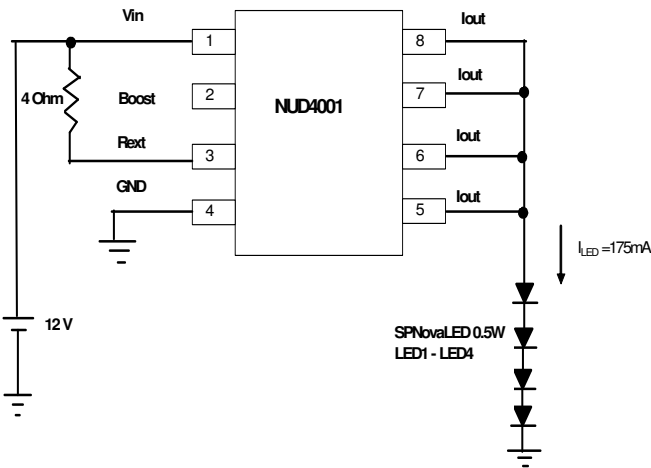 Vin
Iout
1
8
4 Ohm
Boost
2
NUD4001
Iout
7
Rext
3
Iout
6
GND
4
Iout
5
I_LED =175mA
12 V
SPNovaLED 0.5W
LED1 - LED4